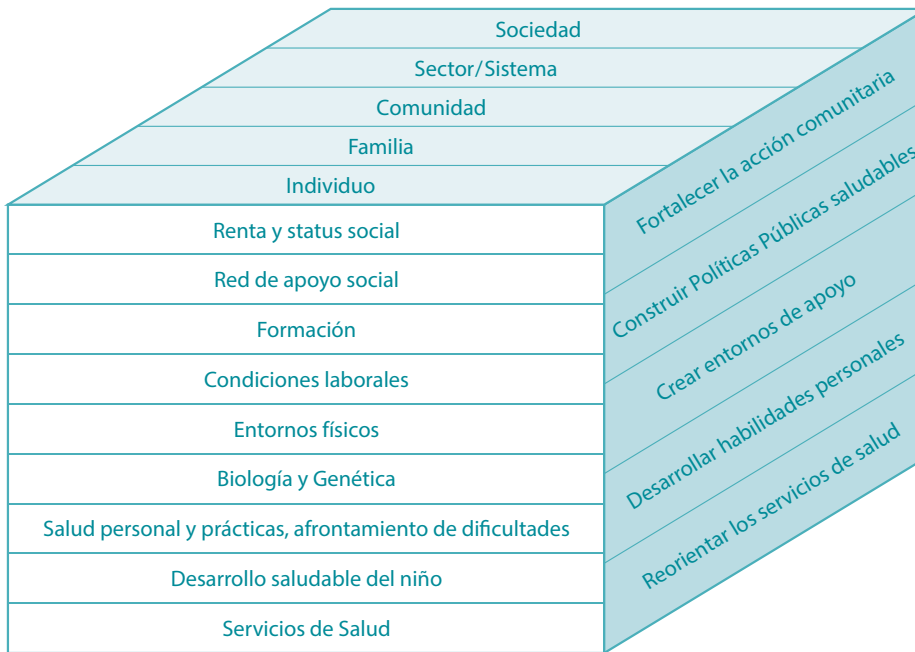 Sociedad
Sector/Sistema
Comunidad
Familia
Individuo
Renta y status social
Red de apoyo social
Formación
Condiciones laborales
Entornos físicos
Biología y Genética
Salud personal y prácticas, afrontamiento de dificultades
Desarrollo saludable del niño
Servicios de Salud
Fortalecer la acción comunitaria
Construir Políticas Públicas saludables
Crear entornos de apoyo
Desarrollar habilidades personales
Reorientar los servicios de salud